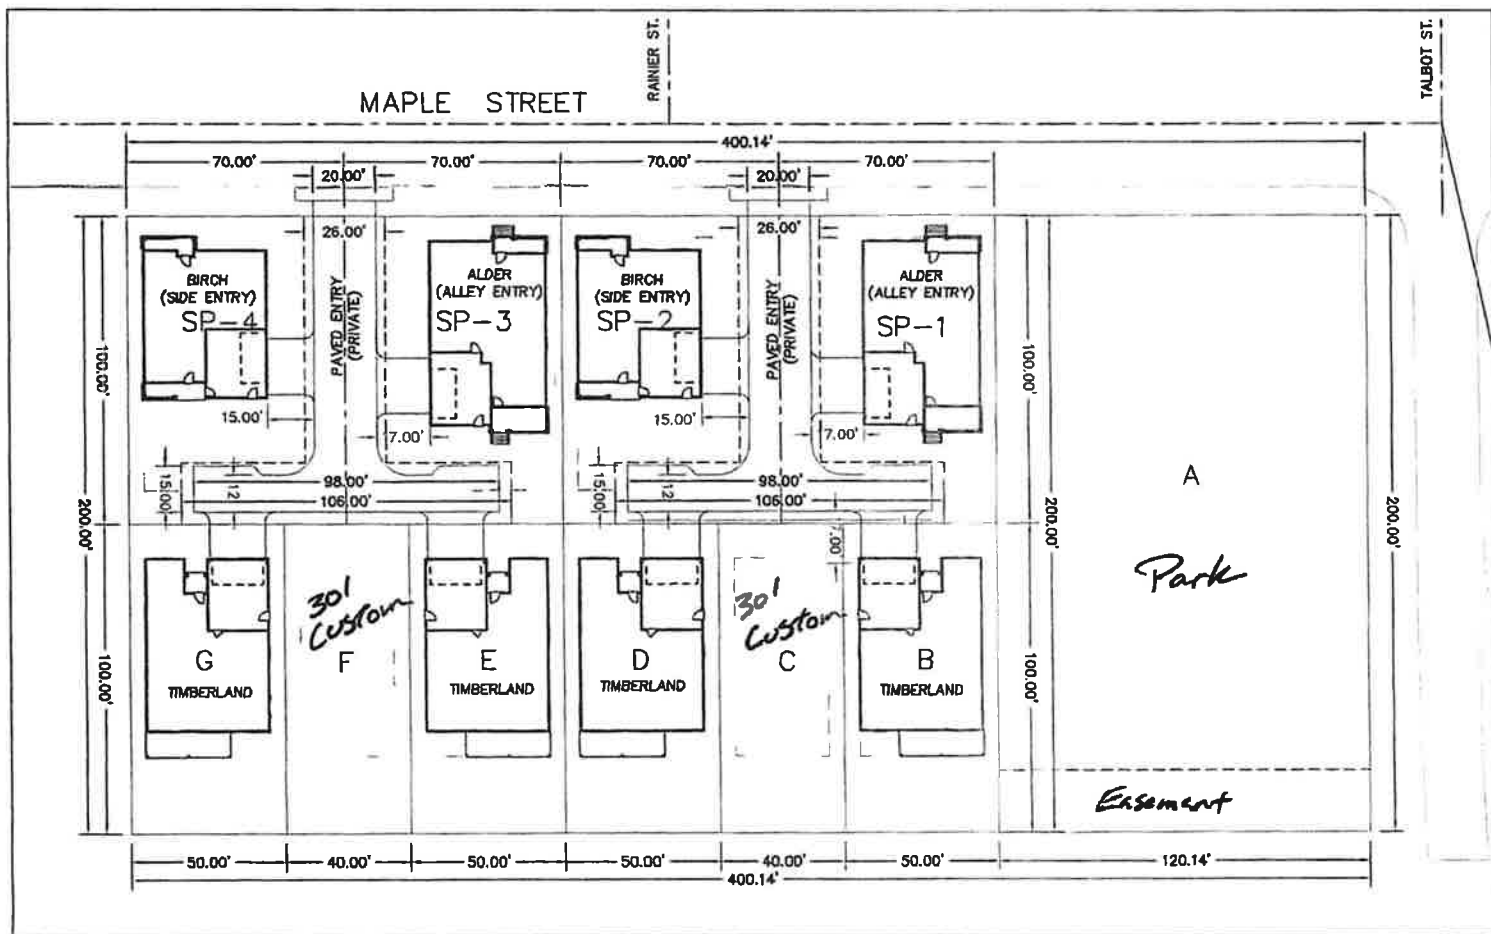 RAINIER ST.
TALBOT ST.
MAPLE STREET
400.14'
70.00'
70.00'
70.00'
70.00'
20.00'
20.00'
26.00'
26.00'
BIRCH
(SIDE ENTRY)
SP-4
PAVED ENTRY
(PRIVATE)
ALDER
(ALLEY ENTRY)
SP-3
BIRCH
(SIDE ENTRY)
SP-2
PAVED ENTRY
(PRIVATE)
ALDER
(ALLEY ENTRY)
SP-1
100.00'
100.00'
15.00'
7.00'
15.00'
7.00'
15.00'
12
98.00'
106.00'
15.00'
12
98.00'
106.00'
200.00'
200.00'
200.00'
A
Park
7.00'
301
Custom
301
Custom
G
TIMBERLAND
F
E
TIMBERLAND
D
TIMBERLAND
C
B
TIMBERLAND
100.00'
100.00'
Easement
50.00'
40.00'
50.00'
50.00'
40.00'
50.00'
120.14'
400.14'